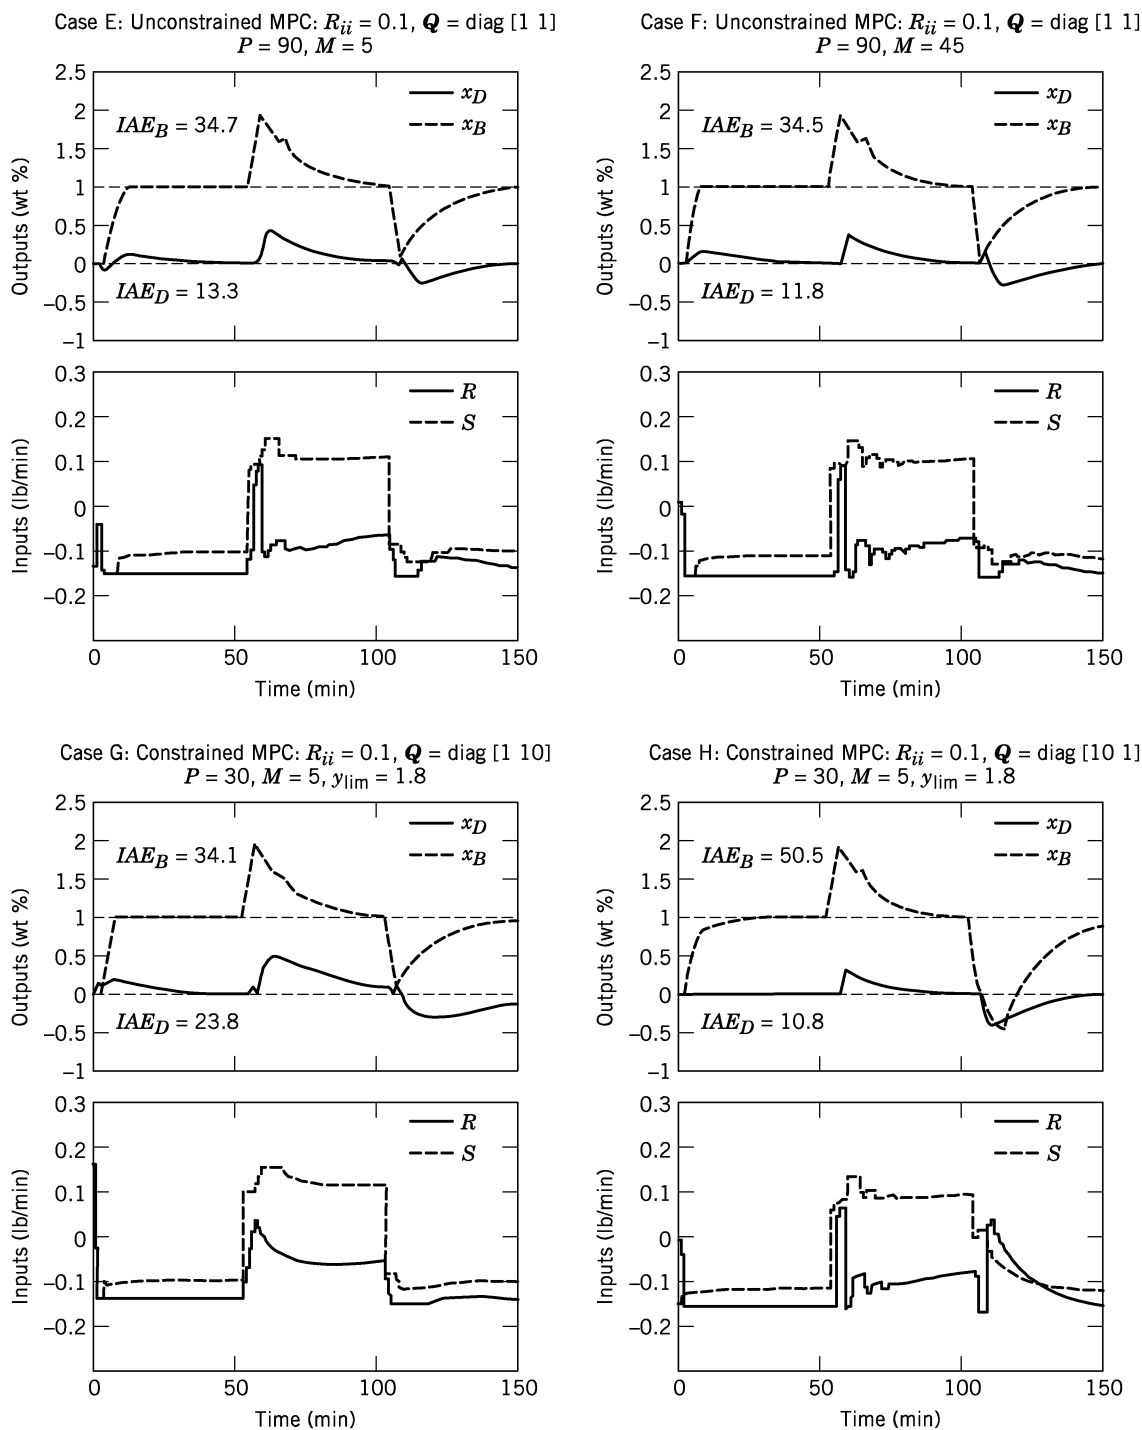 Case E: Unconstrained MPC: R_ii = 0.1, Q = diag [1 1]
P = 90, M = 5
2.5
2
1.5
1
0.5
0
−0.5
−1
Outputs (wt %)
x_D
x_B
IAE_B = 34.7
IAE_D = 13.3
0.3
0.2
0.1
0
−0.1
−0.2
Inputs (lb/min)
R
S
0 50 100 150
Time (min)
Case F: Unconstrained MPC: R_ii = 0.1, Q = diag [1 1]
P = 90, M = 45
2.5
2
1.5
1
0.5
0
−0.5
−1
Outputs (wt %)
x_D
x_B
IAE_B = 34.5
IAE_D = 11.8
0.3
0.2
0.1
0
−0.1
−0.2
Inputs (lb/min)
R
S
0 50 100 150
Time (min)
Case G: Constrained MPC: R_ii = 0.1, Q = diag [1 10]
P = 30, M = 5, y_lim = 1.8
2.5
2
1.5
1
0.5
0
−0.5
−1
Outputs (wt %)
x_D
x_B
IAE_B = 34.1
IAE_D = 23.8
0.3
0.2
0.1
0
−0.1
−0.2
Inputs (lb/min)
R
S
0 50 100 150
Time (min)
Case H: Constrained MPC: R_ii = 0.1, Q = diag [10 1]
P = 30, M = 5, y_lim = 1.8
2.5
2
1.5
1
0.5
0
−0.5
−1
Outputs (wt %)
x_D
x_B
IAE_B = 50.5
IAE_D = 10.8
0.3
0.2
0.1
0
−0.1
−0.2
Inputs (lb/min)
R
S
0 50 100 150
Time (min)